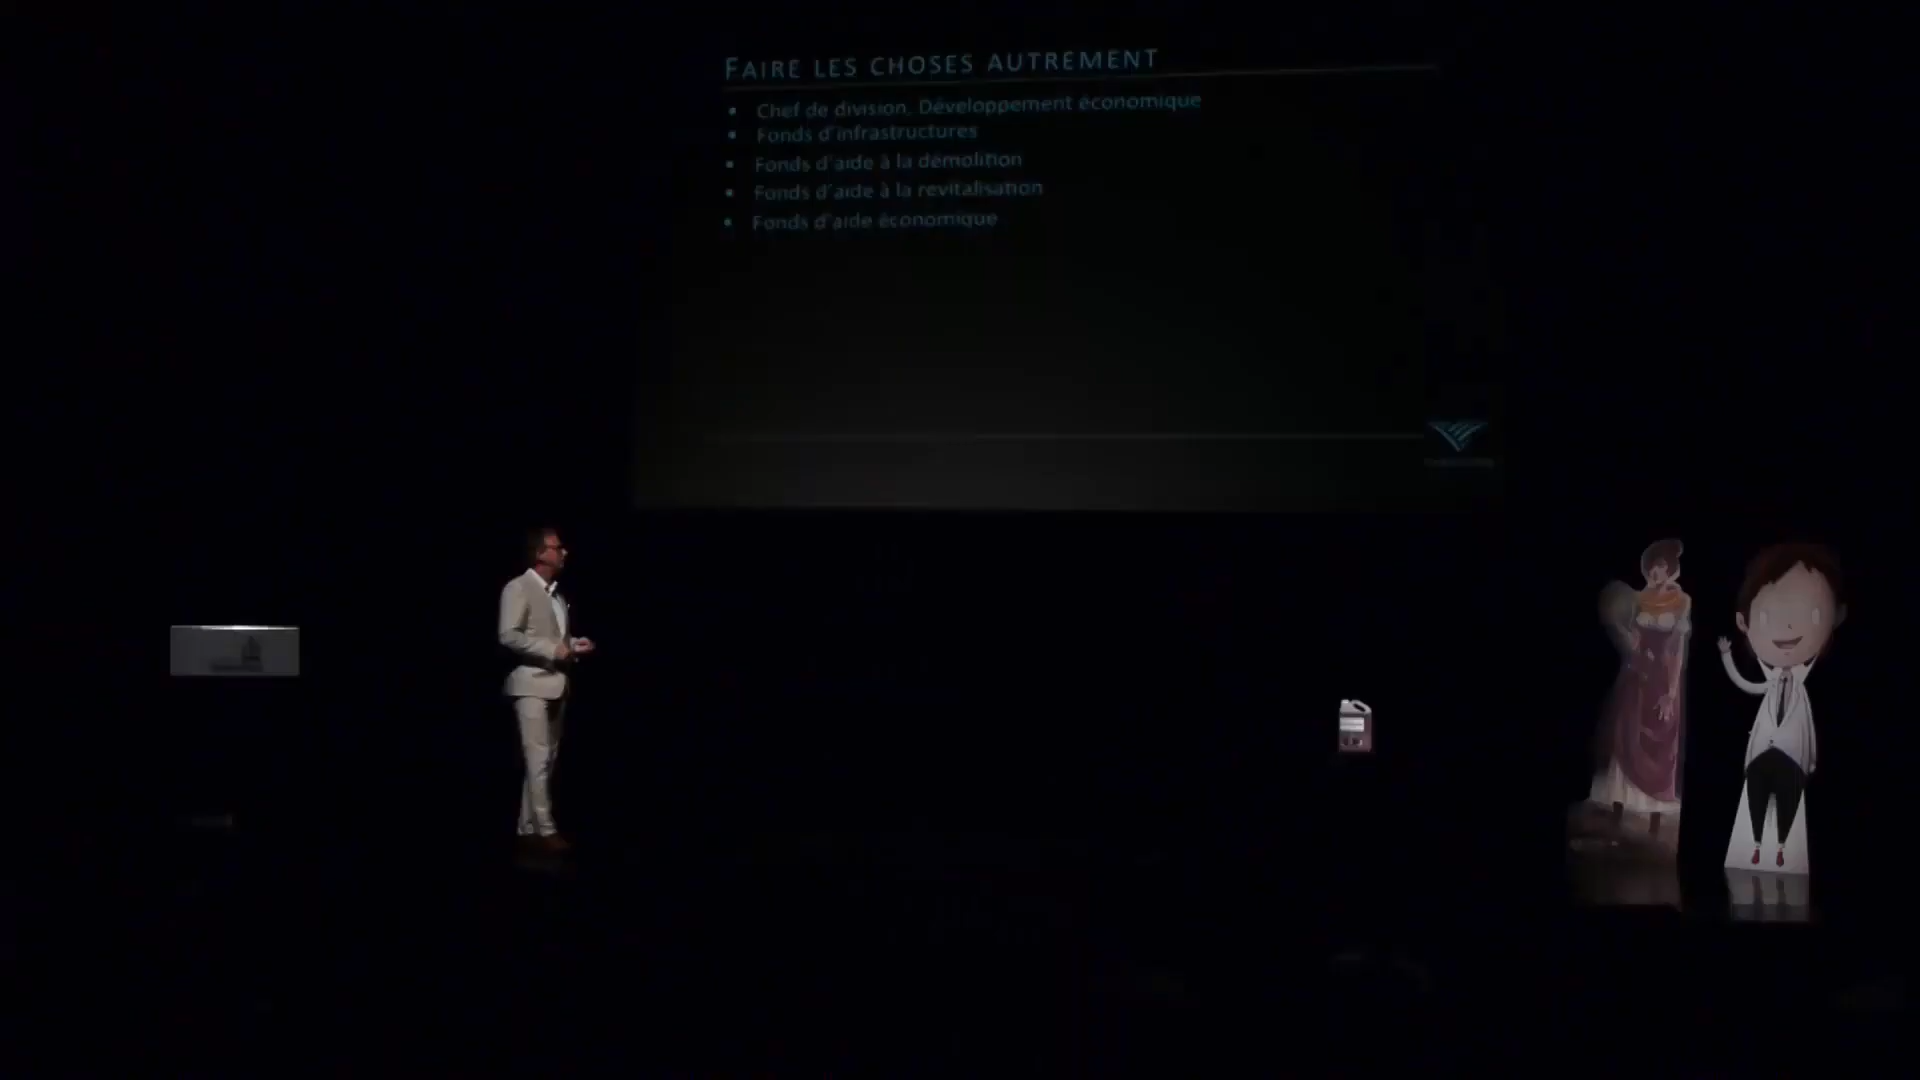 FAIRE LES CHOSES AUTREMENT
• Chef de division, Développement économique
• Fonds d'infrastructures
• Fonds d'aide à la démolition
• Fonds d'aide à la revitalisation
• Fonds d'aide économique